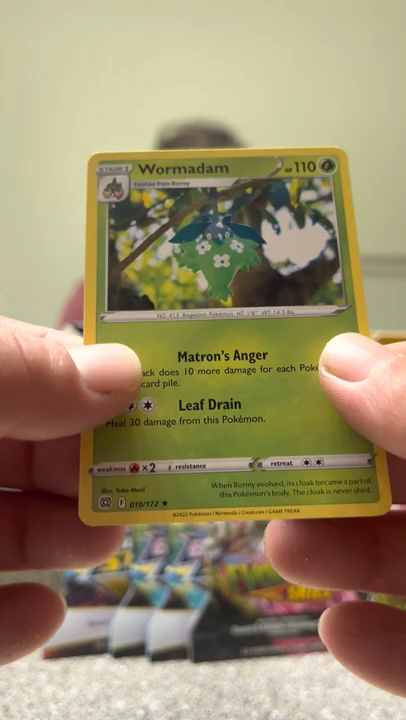 STAGE 1 Wormadam HP 110
Evolves from Burmy
NO. 413 Bagworm Pokémon HT: 1'8" WT: 14.3 lbs.
Matron's Anger
does 10 more damage for each
card pile.
Leaf Drain
Heal 30 damage from this Pokémon.
weakness ×2 resistance retreat
When Burmy evolved, its cloak became a part of
this Pokémon's body. The cloak is never shed.
Illus. Yuka Morii
F 010/172 ★
©2022 Pokémon / Nintendo / Creatures / GAME FREAK